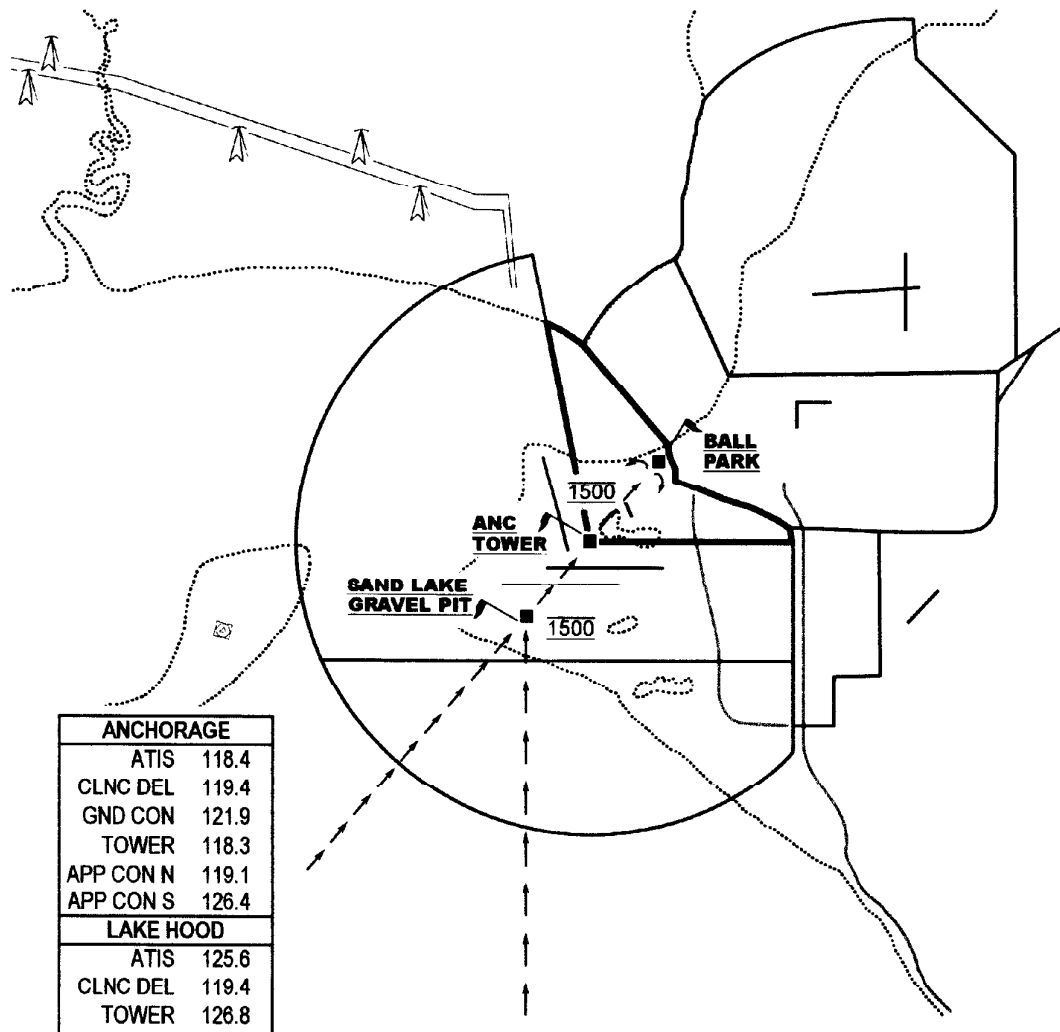 BALL
PARK
1500
ANC
TOWER
SAND LAKE
GRAVEL PIT
1500
ANCHORAGE
ATIS 118.4
CLNC DEL 119.4
GND CON 121.9
TOWER 118.3
APP CON N 119.1
APP CON S 126.4
LAKE HOOD
ATIS 125.6
CLNC DEL 119.4
TOWER 126.8